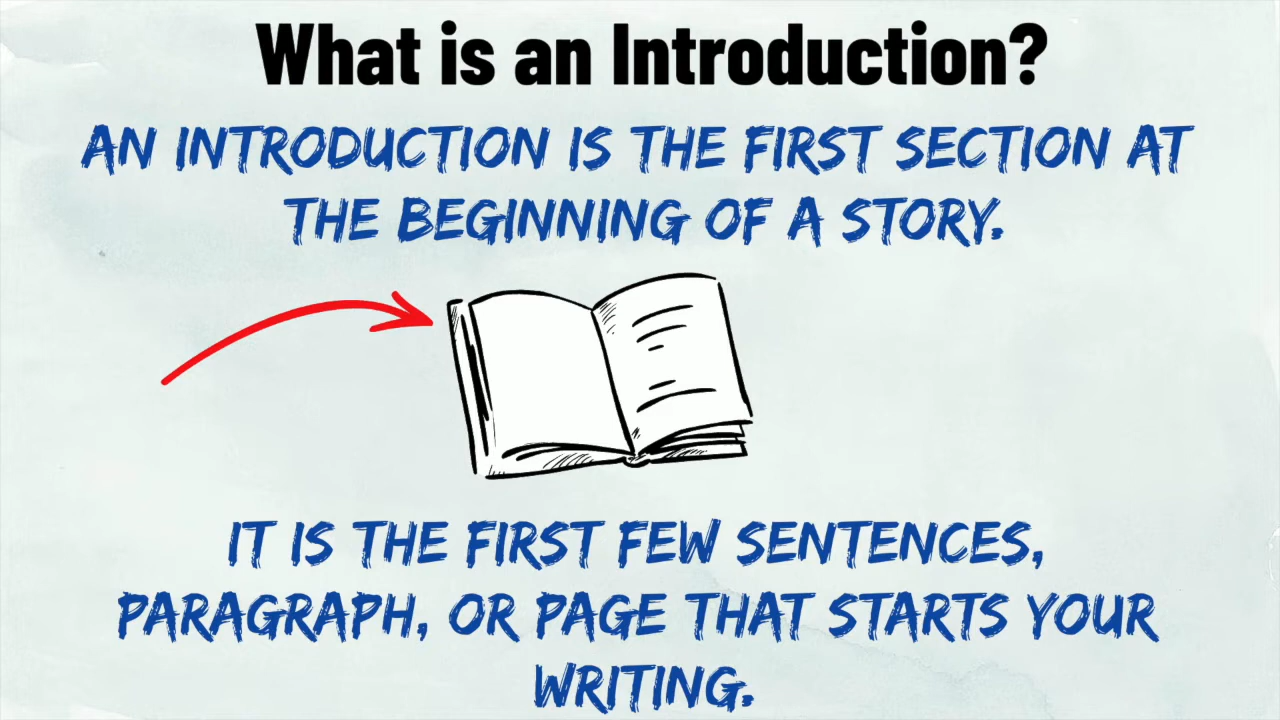 What is an Introduction?
AN INTRODUCTION IS THE FIRST SECTION AT
THE BEGINNING OF A STORY.
IT IS THE FIRST FEW SENTENCES,
PARAGRAPH, OR PAGE THAT STARTS YOUR
WRITING.